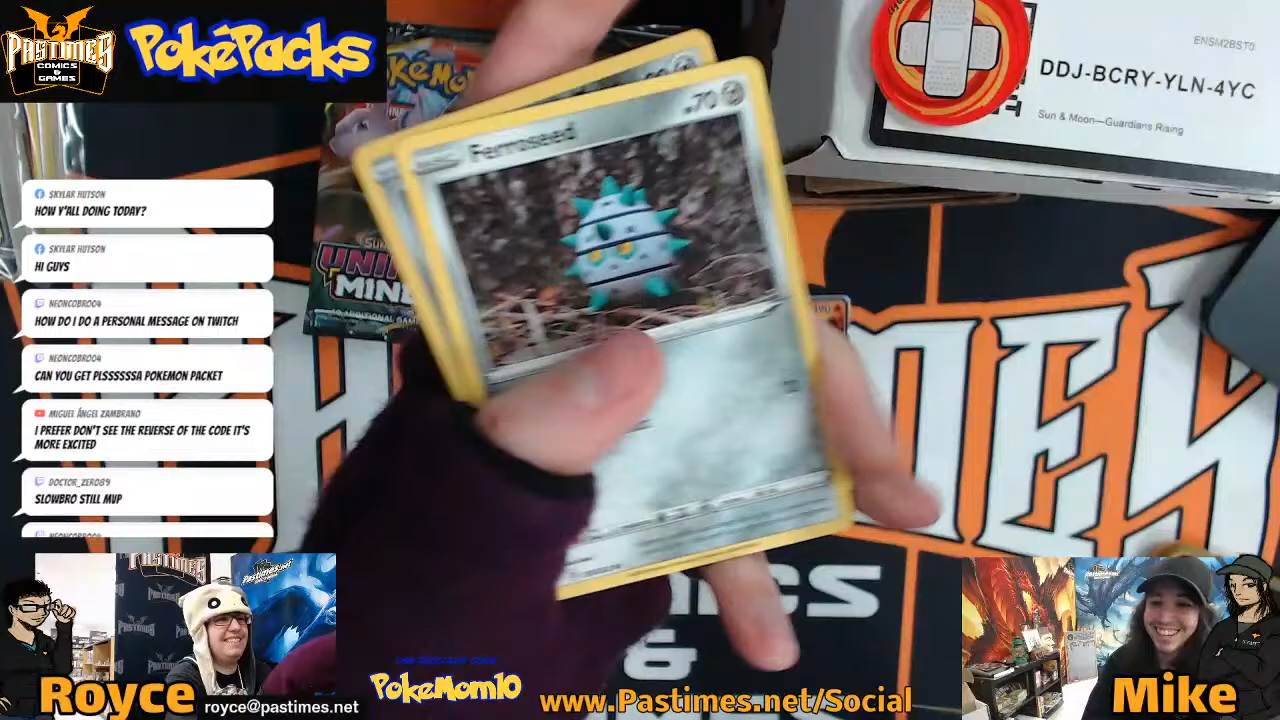 PASTIMES
COMICS
&
GAMES
PokéPacks
SKYLAR HUTSON
HOW Y'ALL DOING TODAY?
SKYLAR HUTSON
HI GUYS
NEONCOBRO04
HOW DO I DO A PERSONAL MESSAGE ON TWITCH
NEONCOBRO04
CAN YOU GET PLSSSSSSA POKEMON PACKET
MIGUEL ÁNGEL ZAMBRANO
I PREFER DON'T SEE THE REVERSE OF THE CODE IT'S
MORE EXCITED
DOCTOR_ZERO89
SLOWBRO STILL MVP
Ferroseed
70
ENSM2BST0
DDJ-BCRY-YLN-4YC
Sun & Moon—Guardians Rising
PASTIMES
Royce
royce@pastimes.net
PokeMom10
www.Pastimes.net/Social
Mike